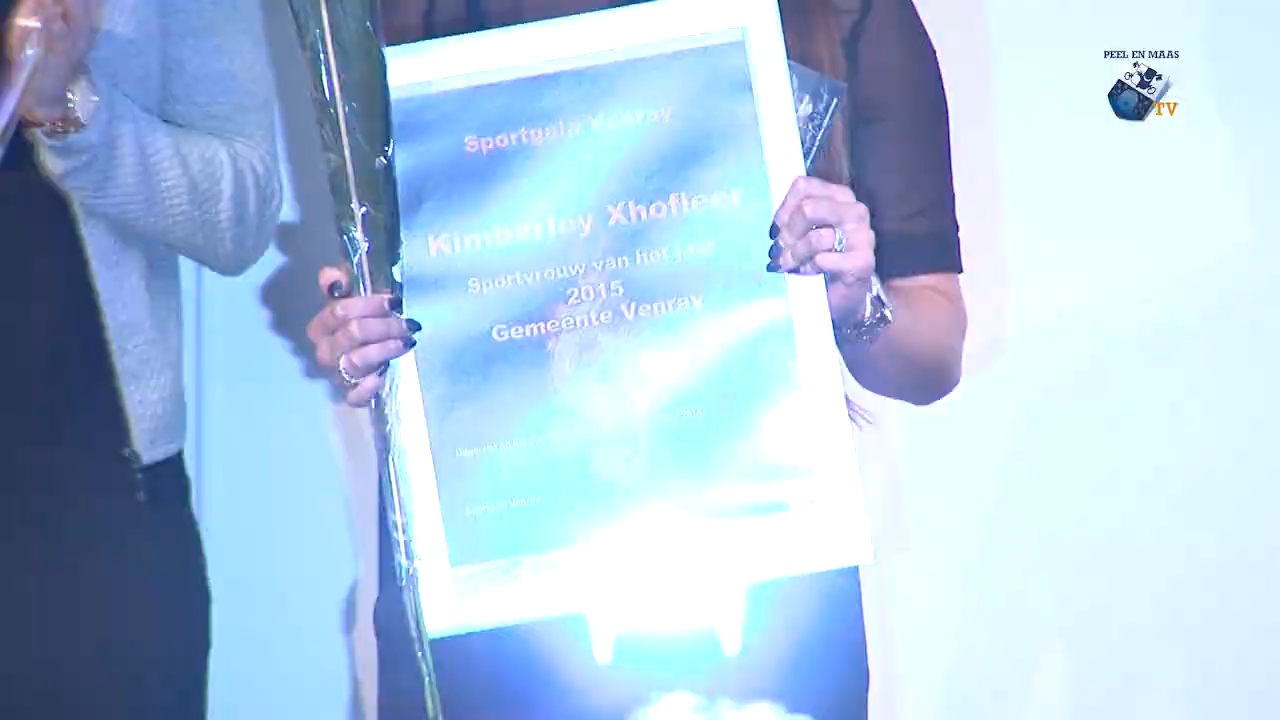 PEEL EN MAAS
TV
Sportgala Venray
Kimberley Xhofleer
Sportvrouw van het jaar
2015
Gemeente Venray